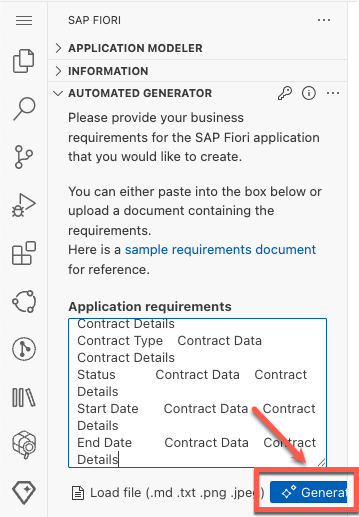 SAP FIORI
APPLICATION MODELER
INFORMATION
AUTOMATED GENERATOR
Please provide your business
requirements for the SAP Fiori application
that you would like to create.
You can either paste into the box below or
upload a document containing the
requirements.
Here is a sample requirements document
for reference.
Application requirements
Contract Details
Contract Type Contract Data
Contract Details
Status Contract Data Contract
Details
Start Date Contract Data Contract
Details
End Date Contract Data Contract
Details
Load file (.md .txt .png .jpeg) Generat